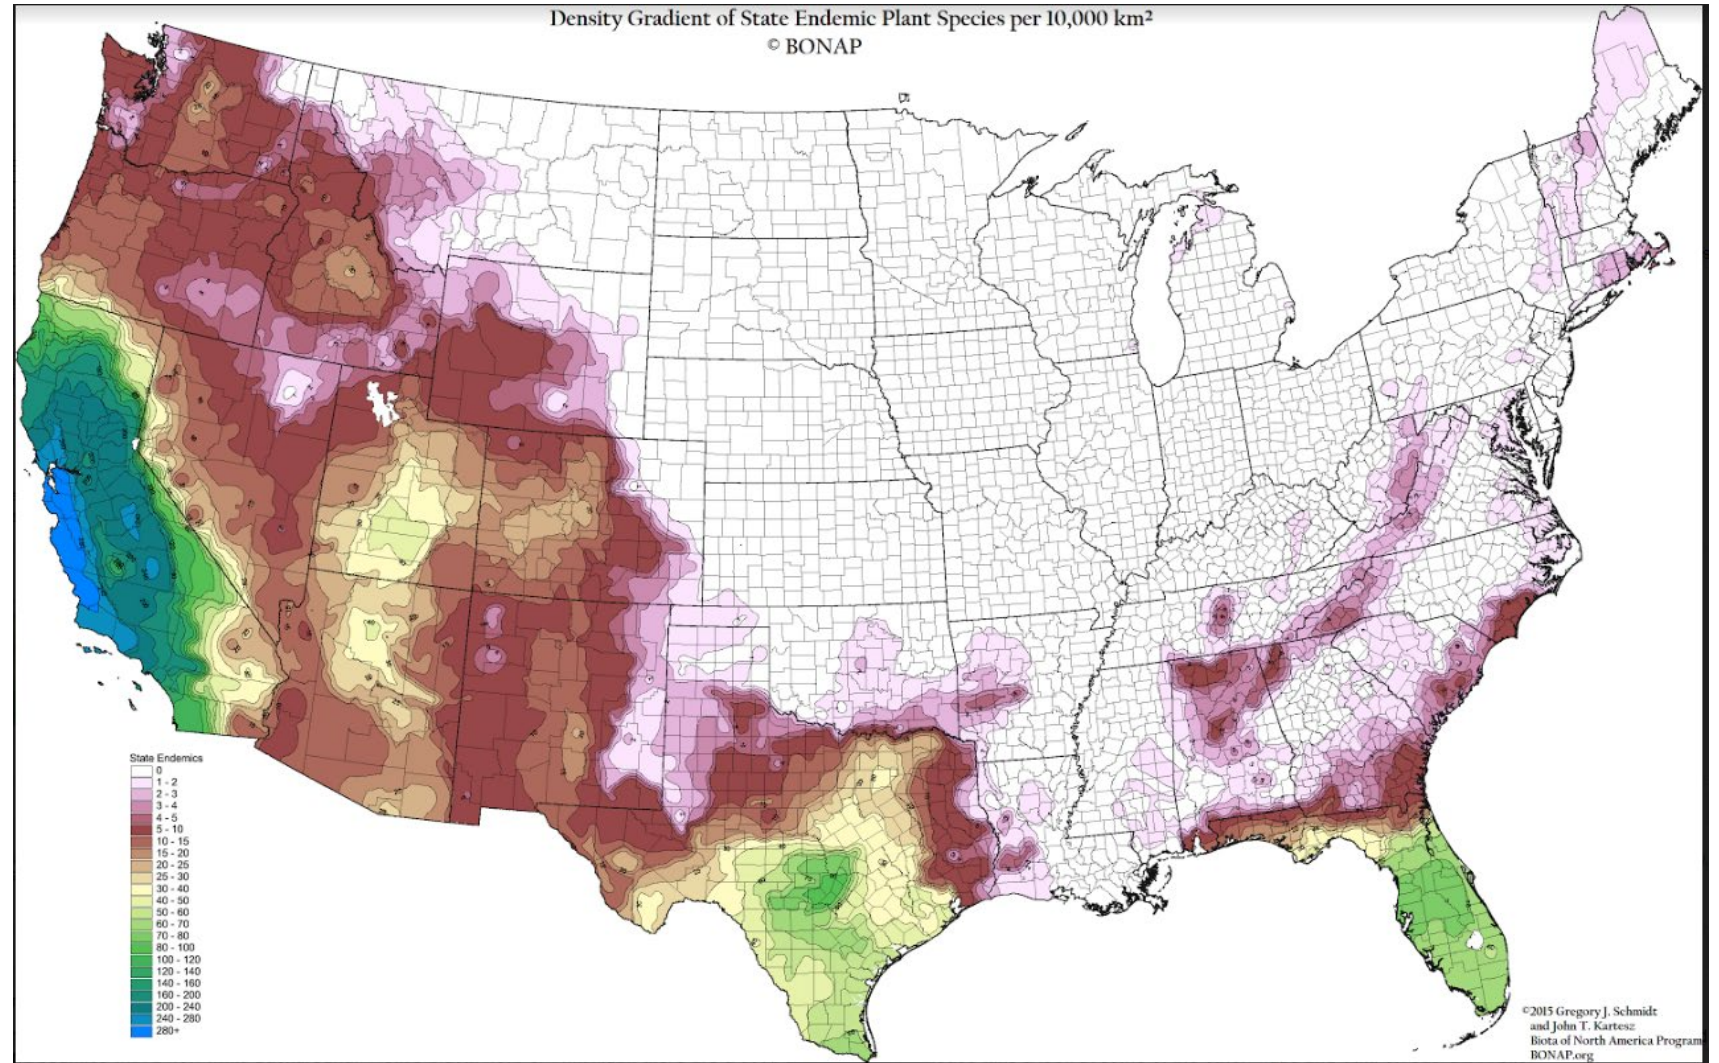 Density Gradient of State Endemic Plant Species per 10,000 km²
© BONAP
State Endemics
0
1 - 2
2 - 3
3 - 4
4 - 5
5 - 10
10 - 15
15 - 20
20 - 25
25 - 30
30 - 40
40 - 50
50 - 60
60 - 70
70 - 80
80 - 100
100 - 120
120 - 140
140 - 160
160 - 200
200 - 240
240 - 280
280+
©2015 Gregory J. Schmidt
and John T. Kartesz
Biota of North America Program
BONAP.org